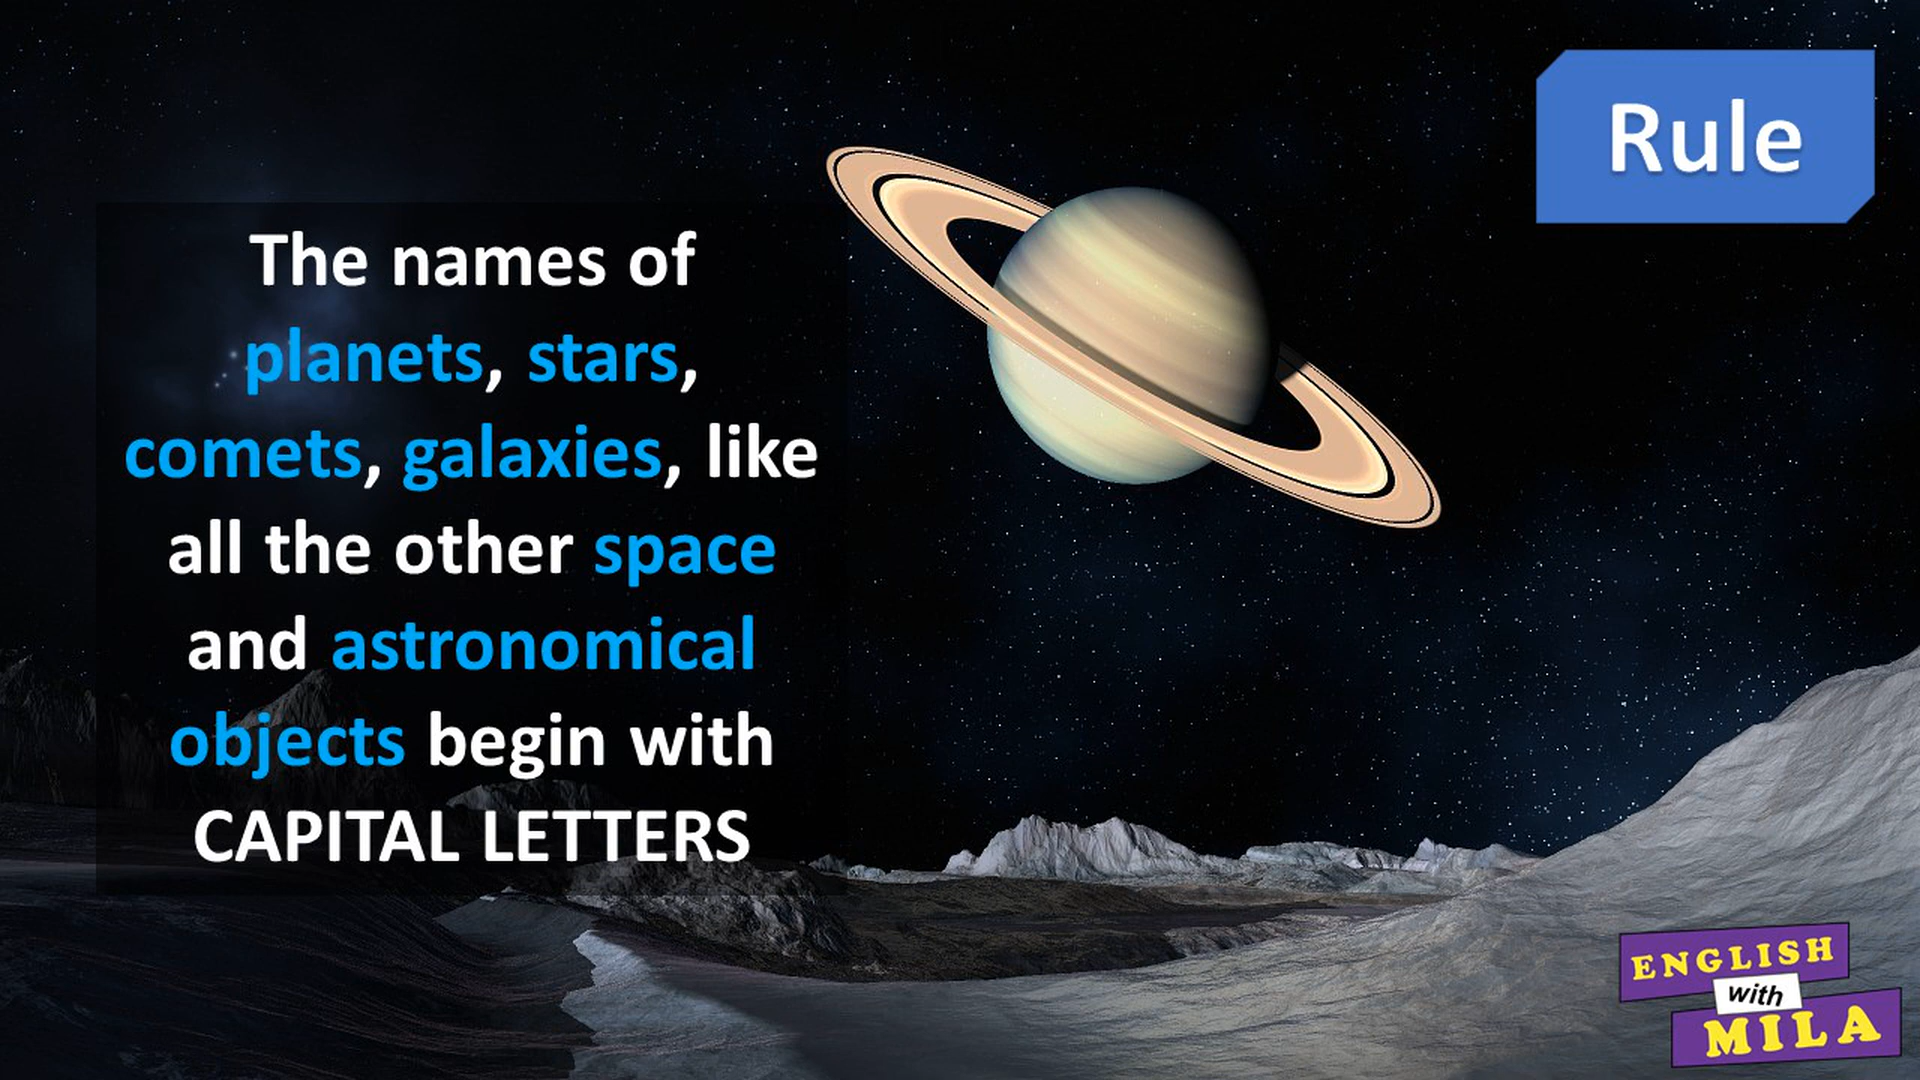 Rule
The names of
planets, stars,
comets, galaxies, like
all the other space
and astronomical
objects begin with
CAPITAL LETTERS
ENGLISH
with
MILA